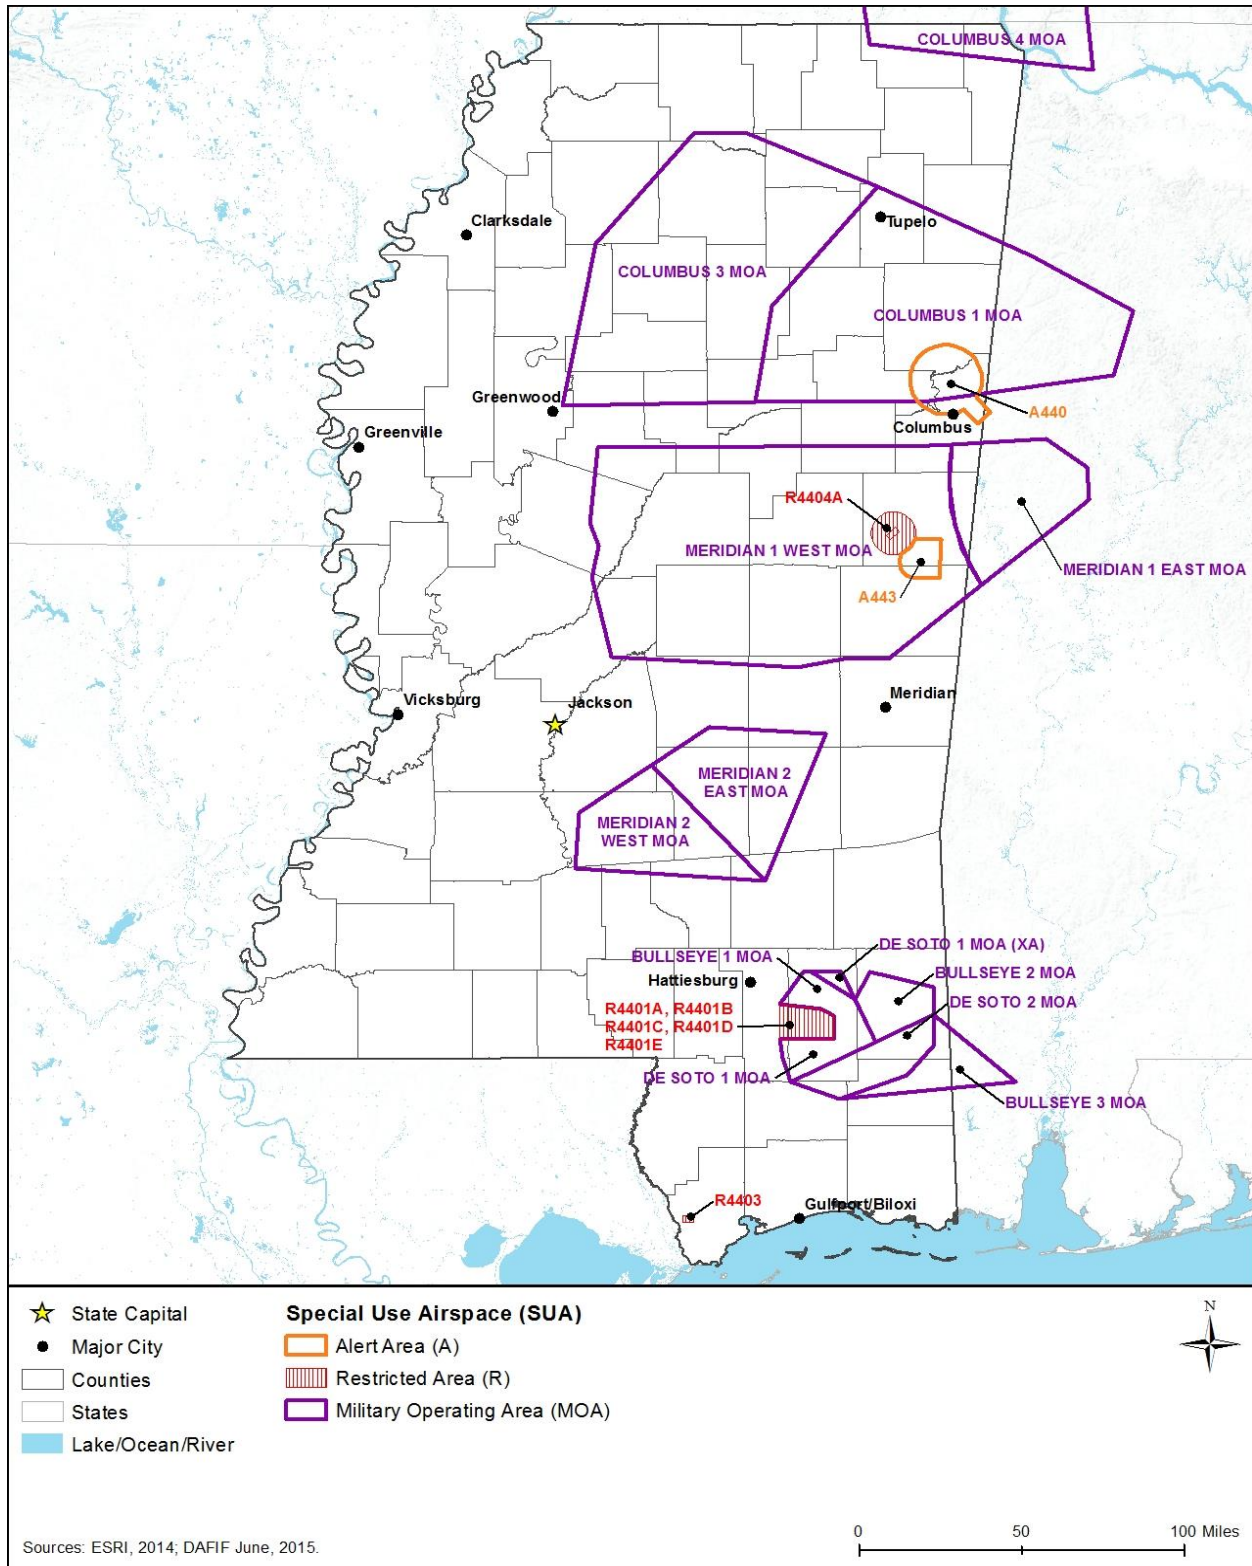 COLUMBUS 4 MOA
Clarksdale
Tupelo
COLUMBUS 3 MOA
COLUMBUS 1 MOA
Greenwood
A440
Columbus
Greenville
R4404A
MERIDIAN 1 WEST MOA
MERIDIAN 1 EAST MOA
A443
Vicksburg
Jackson
Meridian
MERIDIAN 2
EAST MOA
MERIDIAN 2
WEST MOA
DE SOTO 1 MOA (XA)
BULLSEYE 1 MOA
Hattiesburg
BULLSEYE 2 MOA
DE SOTO 2 MOA
R4401A, R4401B
R4401C, R4401D
R4401E
DE SOTO 1 MOA
BULLSEYE 3 MOA
R4403
Gulfport/Biloxi
State Capital
Major City
Counties
States
Lake/Ocean/River
Special Use Airspace (SUA)
Alert Area (A)
Restricted Area (R)
Military Operating Area (MOA)
N
0 50 100 Miles
Sources: ESRI, 2014; DAFIF June, 2015.